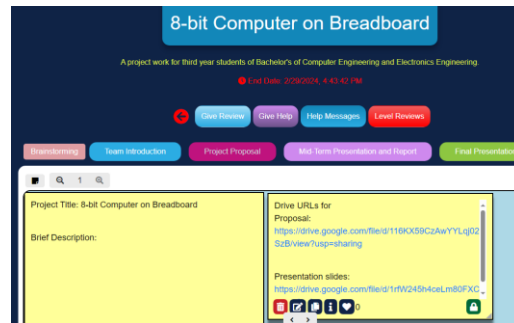 8-bit Computer on Breadboard
A project work for third year students of Bachelor's of Computer Engineering and Electronics Engineering.
End Date: 2/29/2024, 4:43:42 PM
Give Review Give Help Help Messages Level Reviews
Brainstorming Team Introduction Project Proposal Mid-Term Presentation and Report Final Presentation
1
Project Title: 8-bit Computer on Breadboard
Brief Description:
Drive URLs for
Proposal:
https://drive.google.com/file/d/116KX59CzAwYYLqj02
SzB/view?usp=sharing
Presentation slides:
https://drive.google.com/file/d/1rfW245h4ceLm80FXC
0